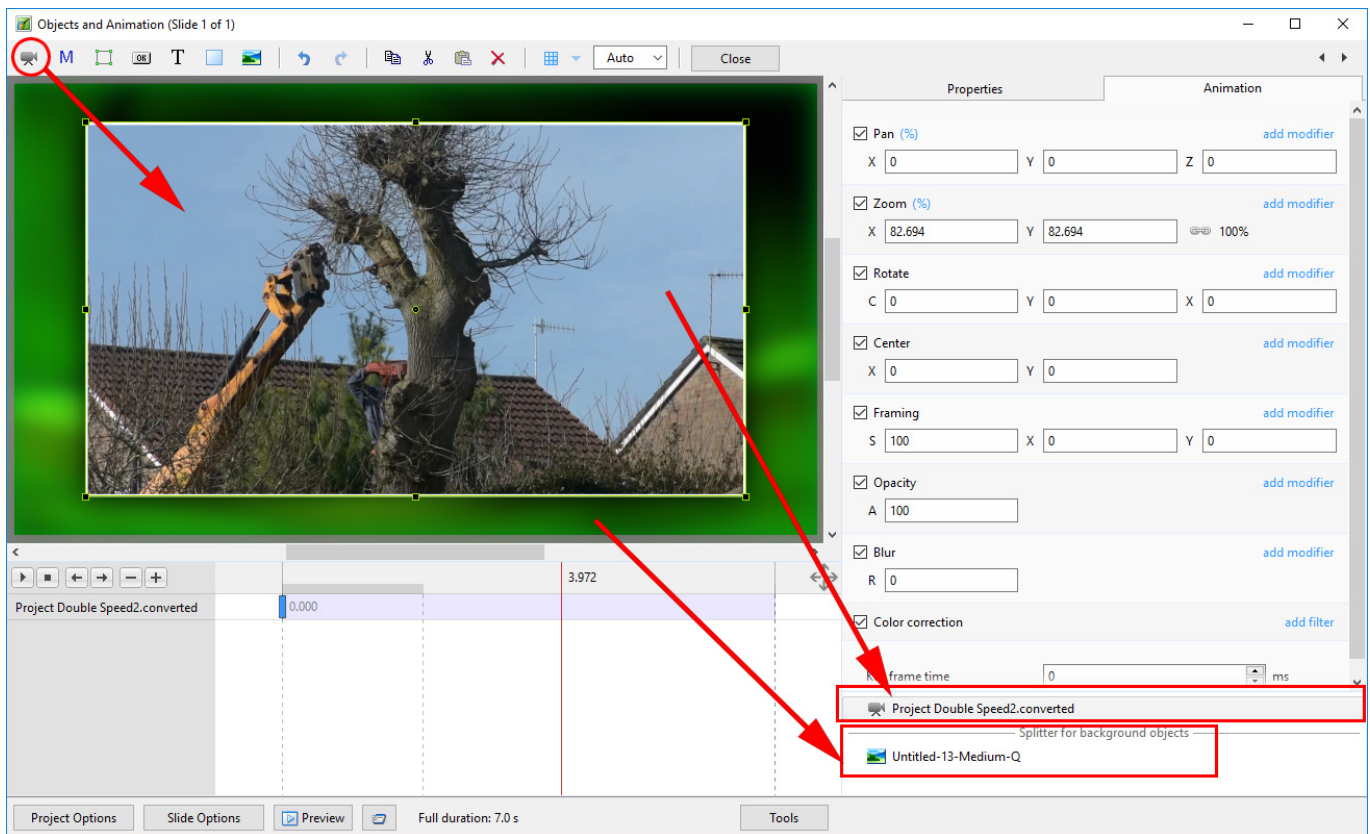 Objects and Animation (Slide 1 of 1)
M OK T Auto Close
Properties Animation
Pan (%) add modifier
X 0 Y 0 Z 0
Zoom (%) add modifier
X 82.694 Y 82.694 100%
Rotate add modifier
C 0 Y 0 X 0
Center add modifier
X 0 Y 0
Framing add modifier
S 100 X 0 Y 0
Opacity add modifier
A 100
Blur add modifier
R 0
Color correction add filter
frame time 0 ms
3.972
Project Double Speed2.converted 0.000
Project Double Speed2.converted
Splitter for background objects
Untitled-13-Medium-Q
Project Options Slide Options Preview Full duration: 7.0 s Tools